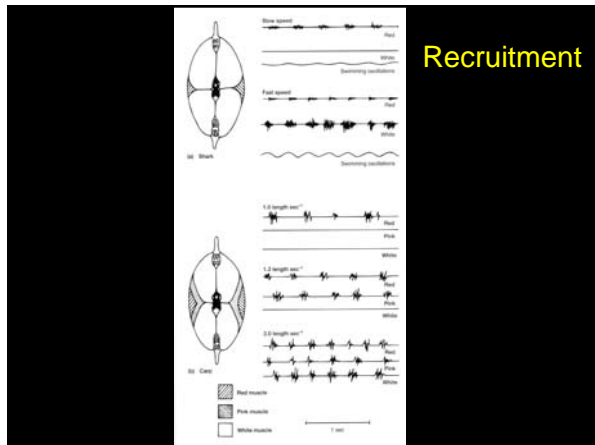 Recruitment
Slow speed
Red
White
Swimming oscillations
Fast speed
Red
White
Swimming oscillations
(a) Shark
1.0 length sec⁻¹
Red
Pink
White
1.3 length sec⁻¹
Red
Pink
White
2.0 length sec⁻¹
Red
Pink
White
(b) Carp
Red muscle
Pink muscle
White muscle
1 sec